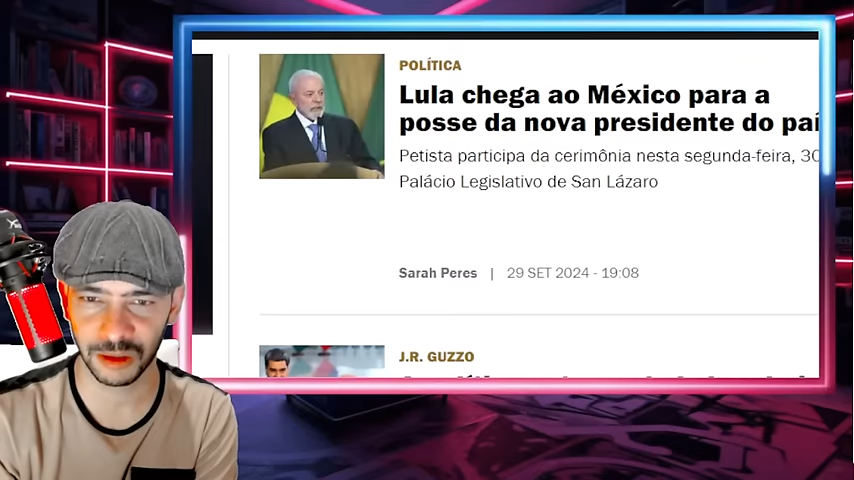 POLÍTICA
Lula chega ao México para a
posse da nova presidente do paí
Petista participa da cerimônia nesta segunda-feira, 30
Palácio Legislativo de San Lázaro
Sarah Peres | 29 SET 2024 - 19:08
J.R. GUZZO